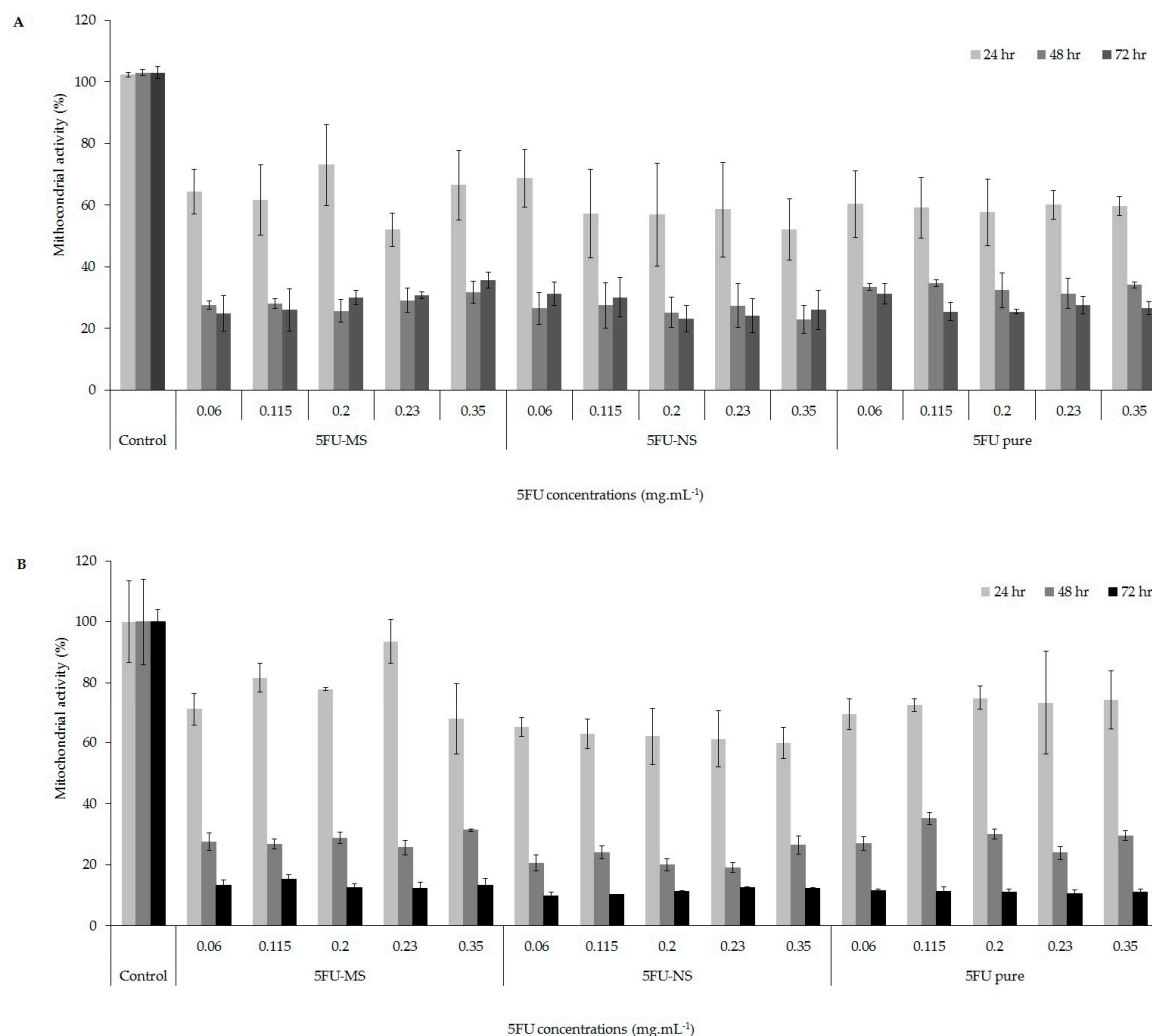 A
120
100
80
60
40
20
0
Mithocondrial activity (%)
24 hr 48 hr 72 hr
0.06 0.115 0.2 0.23 0.35 0.06 0.115 0.2 0.23 0.35 0.06 0.115 0.2 0.23 0.35
Control 5FU-MS 5FU-NS 5FU pure
5FU concentrations (mg.mL⁻¹)
B
120
100
80
60
40
20
0
Mitochondrial activity (%)
24 hr 48 hr 72 hr
0.06 0.115 0.2 0.23 0.35 0.06 0.115 0.2 0.23 0.35 0.06 0.115 0.2 0.23 0.35
Control 5FU-MS 5FU-NS 5FU pure
5FU concentrations (mg.mL⁻¹)